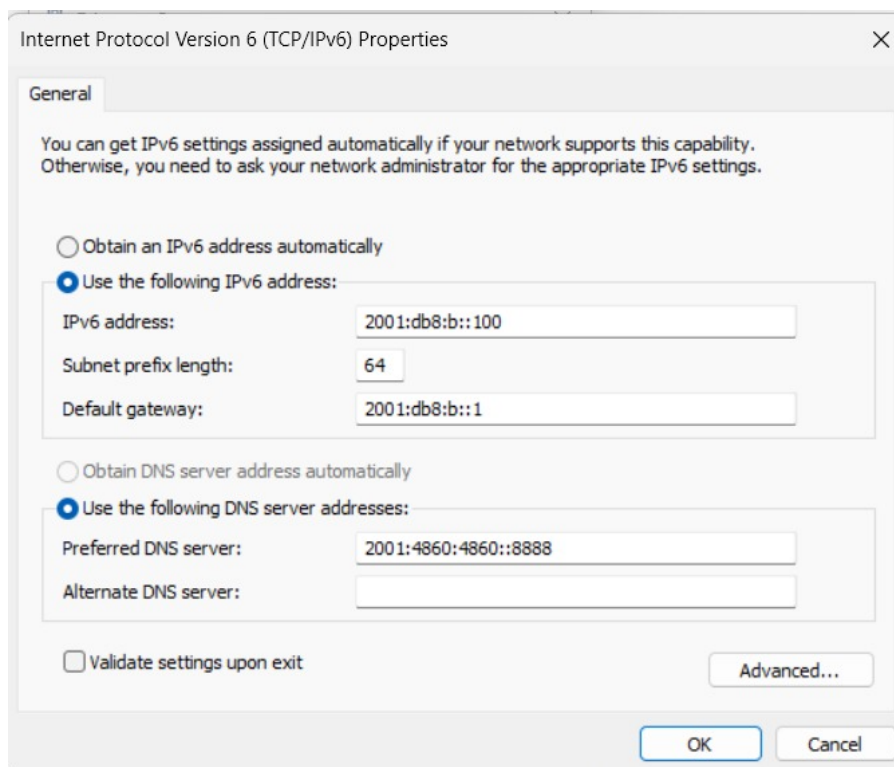 Internet Protocol Version 6 (TCP/IPv6) Properties
General
You can get IPv6 settings assigned automatically if your network supports this capability.
Otherwise, you need to ask your network administrator for the appropriate IPv6 settings.
Obtain an IPv6 address automatically
Use the following IPv6 address:
IPv6 address: 2001:db8:b::100
Subnet prefix length: 64
Default gateway: 2001:db8:b::1
Obtain DNS server address automatically
Use the following DNS server addresses:
Preferred DNS server: 2001:4860:4860::8888
Alternate DNS server:
Validate settings upon exit
Advanced...
OK Cancel